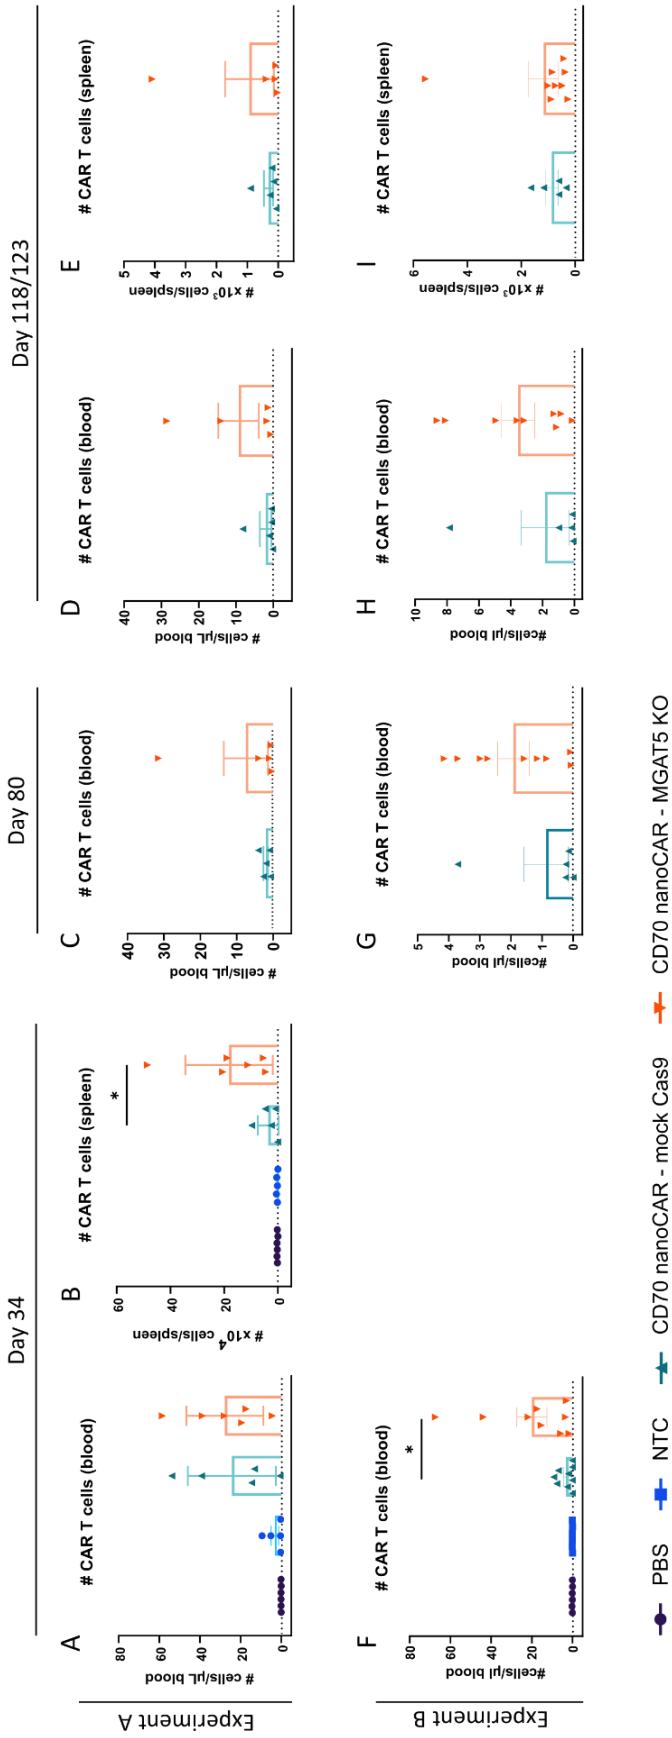 Day 34
Day 80
Day 118/123
Experiment A
A
# CAR T cells (blood)
# cells/µL blood
80
60
40
20
0
B
# CAR T cells (spleen)
# x10⁴ cells/spleen
60
40
20
0
*
C
# CAR T cells (blood)
# cells/µL blood
40
30
20
10
0
D
# CAR T cells (blood)
# cells/µL blood
40
30
20
10
0
E
# CAR T cells (spleen)
# x10³ cells/spleen
5
4
3
2
1
0
Experiment B
F
# CAR T cells (blood)
#cells/µl blood
80
60
40
20
0
*
G
# CAR T cells (blood)
#cells/µl blood
5
4
3
2
1
0
H
# CAR T cells (blood)
#cells/µl blood
10
8
6
4
2
0
I
# CAR T cells (spleen)
# x10³ cells/spleen
6
4
2
0
PBS NTC CD70 nanoCAR - mock Cas9 CD70 nanoCAR - MGAT5 KO